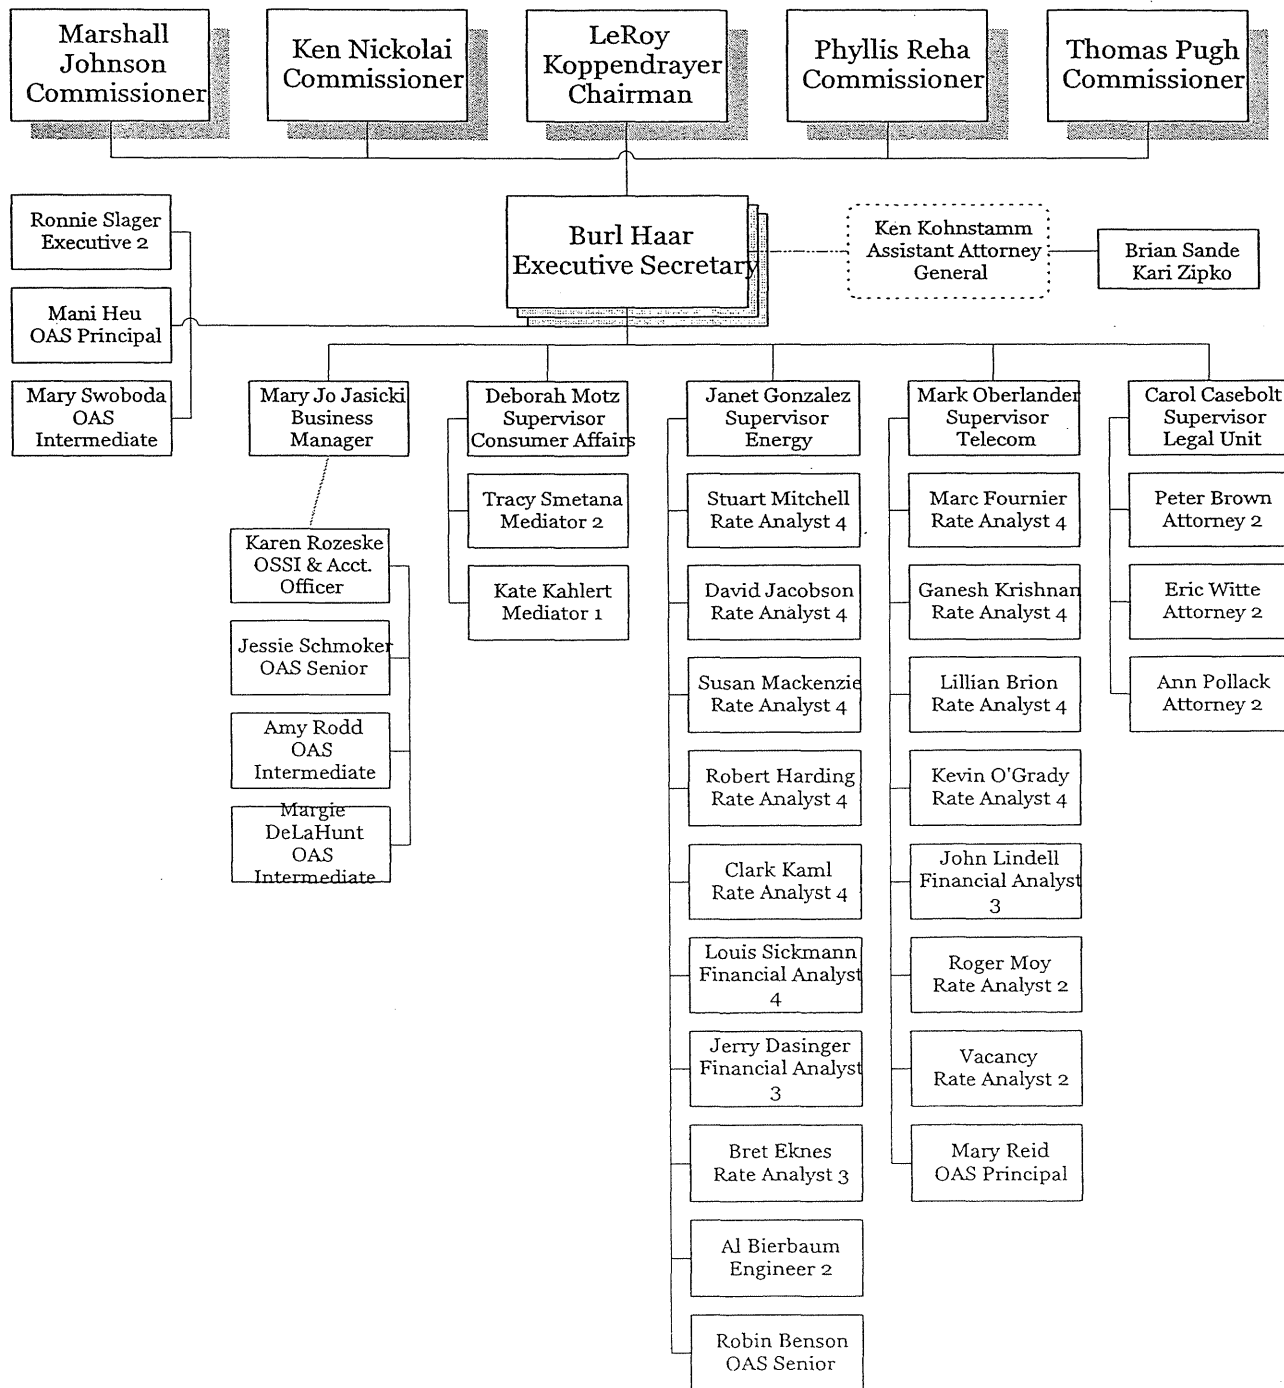 Marshall
Johnson
Commissioner
Ken Nickolai
Commissioner
LeRoy
Koppendrayer
Chairman
Phyllis Reha
Commissioner
Thomas Pugh
Commissioner
Ronnie Slager
Executive 2
Mani Heu
OAS Principal
Mary Swoboda
OAS
Intermediate
Burl Haar
Executive Secretary
Ken Kohnstamm
Assistant Attorney
General
Brian Sande
Kari Zipko
Mary Jo Jasicki
Business
Manager
Karen Rozeske
OSSI & Acct.
Officer
Jessie Schmoker
OAS Senior
Amy Rodd
OAS
Intermediate
Margie
DeLaHunt
OAS
Intermediate
Deborah Motz
Supervisor
Consumer Affairs
Tracy Smetana
Mediator 2
Kate Kahlert
Mediator 1
Janet Gonzalez
Supervisor
Energy
Stuart Mitchell
Rate Analyst 4
David Jacobson
Rate Analyst 4
Susan Mackenzie
Rate Analyst 4
Robert Harding
Rate Analyst 4
Clark Kaml
Rate Analyst 4
Louis Sickmann
Financial Analyst
4
Jerry Dasinger
Financial Analyst
3
Bret Eknes
Rate Analyst 3
Al Bierbaum
Engineer 2
Robin Benson
OAS Senior
Mark Oberlander
Supervisor
Telecom
Marc Fournier
Rate Analyst 4
Ganesh Krishnan
Rate Analyst 4
Lillian Brion
Rate Analyst 4
Kevin O'Grady
Rate Analyst 4
John Lindell
Financial Analyst
3
Roger Moy
Rate Analyst 2
Vacancy
Rate Analyst 2
Mary Reid
OAS Principal
Carol Casebolt
Supervisor
Legal Unit
Peter Brown
Attorney 2
Eric Witte
Attorney 2
Ann Pollack
Attorney 2